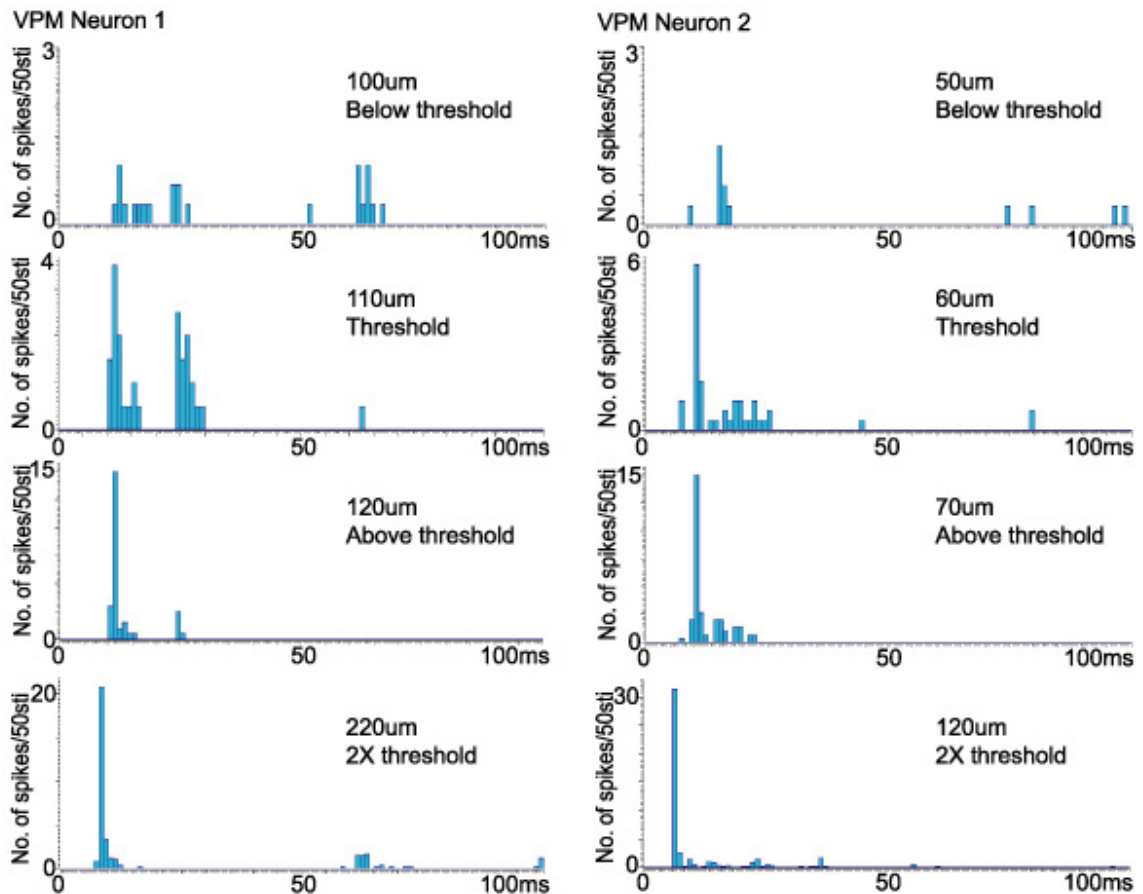 VPM Neuron 1
No. of spikes/50sti
3
0
100um
Below threshold
0 50 100ms
No. of spikes/50sti
4
0
110um
Threshold
0 50 100ms
No. of spikes/50sti
15
0
120um
Above threshold
0 50 100ms
No. of spikes/50sti
20
0
220um
2X threshold
0 50 100ms
VPM Neuron 2
No. of spikes/50sti
3
0
50um
Below threshold
0 50 100ms
No. of spikes/50sti
6
0
60um
Threshold
0 50 100ms
No. of spikes/50sti
15
0
70um
Above threshold
0 50 100ms
No. of spikes/50sti
30
0
120um
2X threshold
0 50 100ms